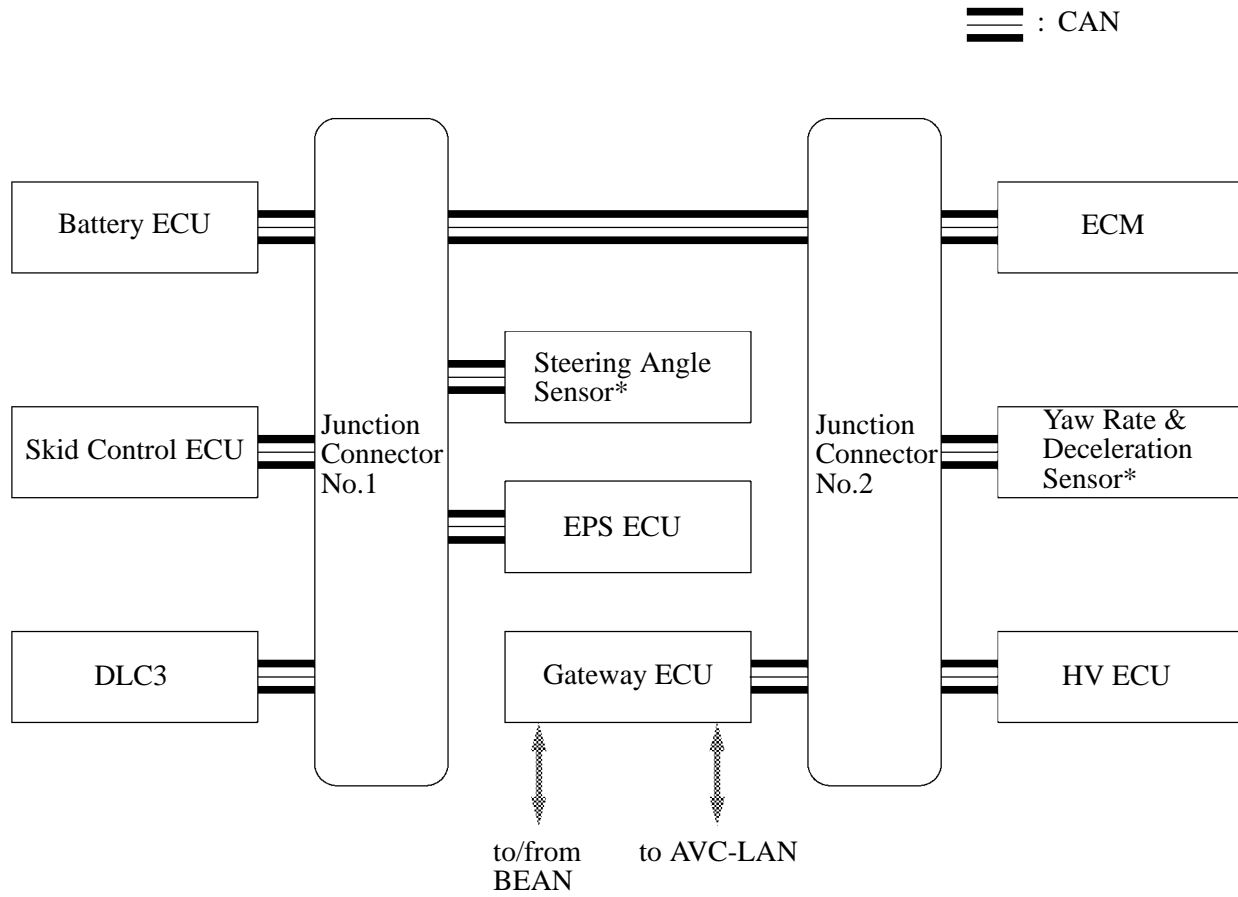 : CAN
Battery ECU
ECM
Steering Angle
Sensor*
Skid Control ECU
Junction
Connector
No.1
Junction
Connector
No.2
Yaw Rate &
Deceleration
Sensor*
EPS ECU
DLC3
Gateway ECU
HV ECU
to/from
BEAN
to AVC-LAN